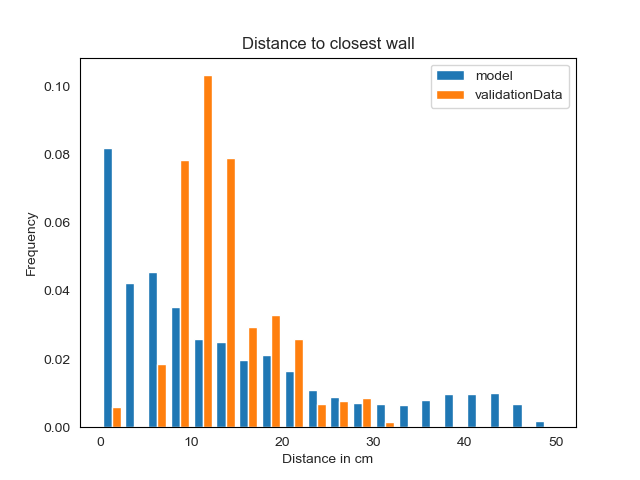 Distance to closest wall
model
validationData
Frequency
0.10
0.08
0.06
0.04
0.02
0.00
0 10 20 30 40 50
Distance in cm